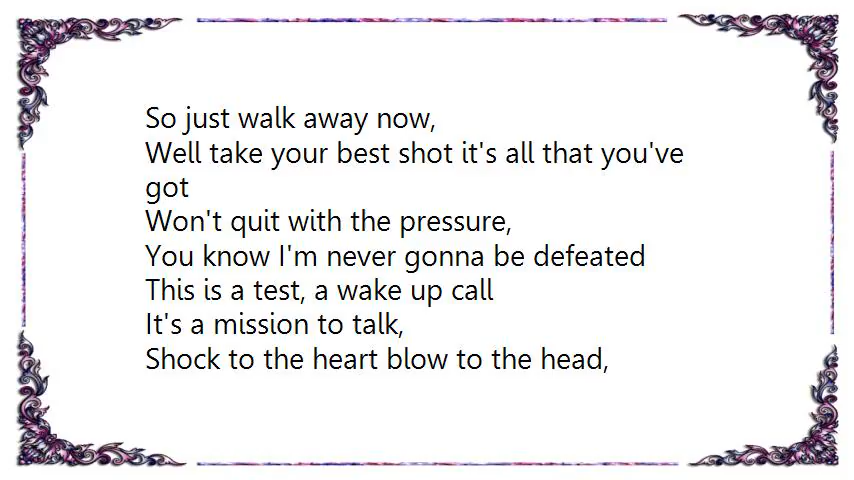 So just walk away now,
Well take your best shot it's all that you've
got
Won't quit with the pressure,
You know I'm never gonna be defeated
This is a test, a wake up call
It's a mission to talk,
Shock to the heart blow to the head,